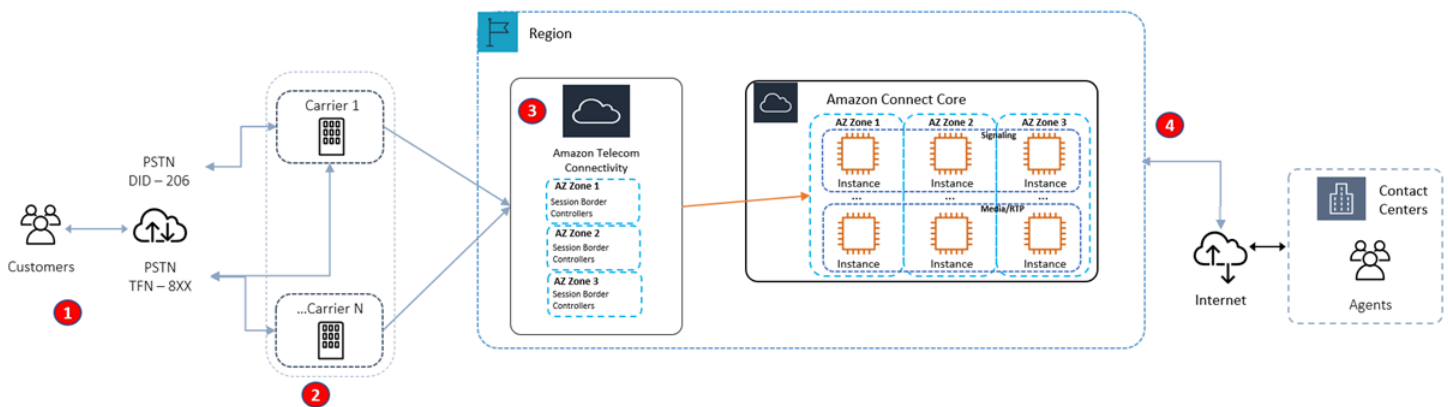 Region
3
Amazon Telecom
Connectivity
AZ Zone 1
Session Border
Controllers
AZ Zone 2
Session Border
Controllers
AZ Zone 3
Session Border
Controllers
Amazon Connect Core
AZ Zone 1
AZ Zone 2
AZ Zone 3
Signaling
Instance
Instance
Instance
...
...
...
Media/RTP
Instance
Instance
Instance
Carrier 1
...Carrier N
2
PSTN
DID – 206
Customers
PSTN
TFN – 8XX
1
4
Internet
Contact
Centers
Agents